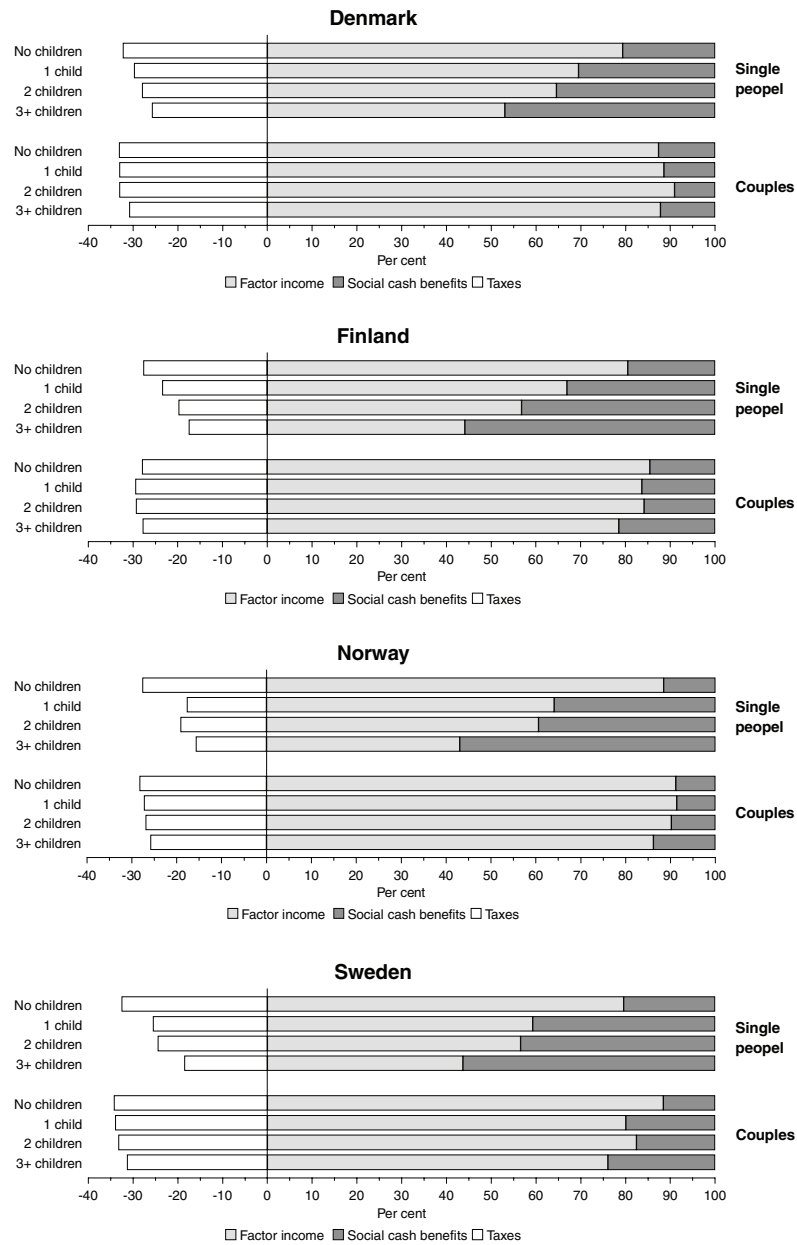 Denmark
No children
1 child
2 children
3+ children
Single
peopel
No children
1 child
2 children
3+ children
Couples
-40 -30 -20 -10 0 10 20 30 40 50 60 70 80 90 100
Per cent
Factor income Social cash benefits Taxes
Finland
No children
1 child
2 children
3+ children
Single
peopel
No children
1 child
2 children
3+ children
Couples
-40 -30 -20 -10 0 10 20 30 40 50 60 70 80 90 100
Per cent
Factor income Social cash benefits Taxes
Norway
No children
1 child
2 children
3+ children
Single
peopel
No children
1 child
2 children
3+ children
Couples
-40 -30 -20 -10 0 10 20 30 40 50 60 70 80 90 100
Per cent
Factor income Social cash benefits Taxes
Sweden
No children
1 child
2 children
3+ children
Single
peopel
No children
1 child
2 children
3+ children
Couples
-40 -30 -20 -10 0 10 20 30 40 50 60 70 80 90 100
Per cent
Factor income Social cash benefits Taxes